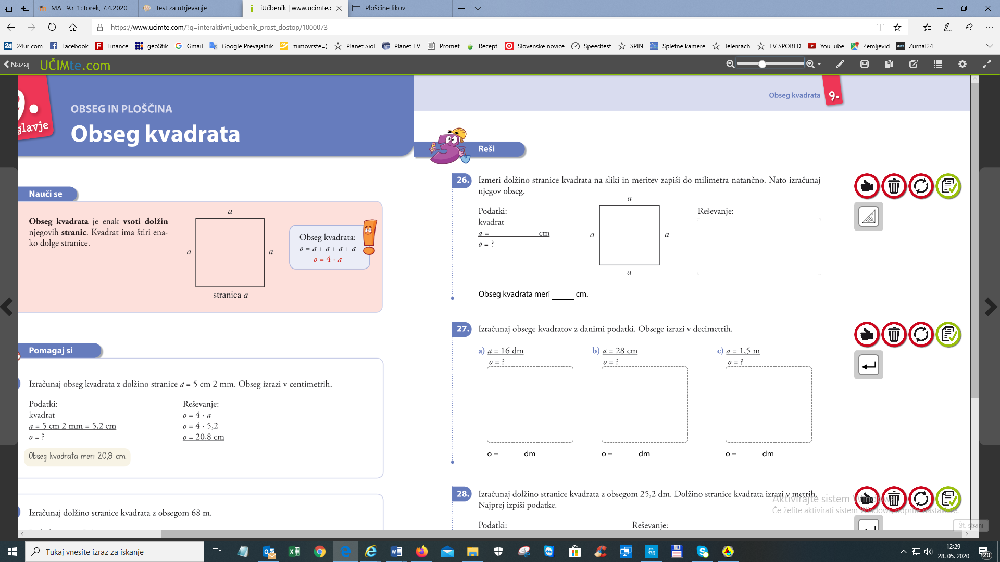 MAT 9.r_1: torek, 7.4.2020
Test za utrjevanje
iUčbenik | www.ucimte.c
Ploščine likov
https://www.ucimte.com/?q=interaktivni_ucbenik_prost_dostop/1000073
24ur com
Facebook
Finance
geoStik
Gmail
Google Prevajalnik
mimovrste=)
Planet Siol
Planet TV
Promet
Recepti
Slovenske novice
Speedtest
SPIN
Spletne kamere
Telemach
TV SPORED
YouTube
Zemljevid
Zurnal24
Nazaj
UČIMte.com
9.
glavje
OBSEG IN PLOŠČINA
Obseg kvadrata
Nauči se
Obseg kvadrata je enak vsoti dolžin
njegovih stranic. Kvadrat ima štiri ena-
ko dolge stranice.
a
a
a
stranica a
Obseg kvadrata:
o = a + a + a + a
o = 4 · a
Pomagaj si
Izračunaj obseg kvadrata z dolžino stranice a = 5 cm 2 mm. Obseg izrazi v centimetrih.
Podatki:
kvadrat
a = 5 cm 2 mm = 5,2 cm
o = ?
Reševanje:
o = 4 · a
o = 4 · 5,2
o = 20,8 cm
Obseg kvadrata meri 20,8 cm.
Izračunaj dolžino stranice kvadrata z obsegom 68 m.
Obseg kvadrata 9.
Reši
26. Izmeri dolžino stranice kvadrata na sliki in meritev zapiši do milimetra natančno. Nato izračunaj
njegov obseg.
Podatki:
kvadrat
a = ________ cm
o = ?
a
a
a
a
Reševanje:
Obseg kvadrata meri _____ cm.
27. Izračunaj obsege kvadratov z danimi podatki. Obsege izrazi v decimetrih.
a) a = 16 dm
o = ?
o = _____ dm
b) a = 28 cm
o = ?
o = _____ dm
c) a = 1,5 m
o = ?
o = _____ dm
28. Izračunaj dolžino stranice kvadrata z obsegom 25,2 dm. Dolžino stranice kvadrata izrazi v metrih.
Najprej izpiši podatke.
Podatki:
Reševanje:
Aktivirajte sistem Windows
Če želite aktivirati sistem Windows, odprite nastavitve.
Št. strani
Tukaj vnesite izraz za iskanje
12:29
28. 05. 2020
20